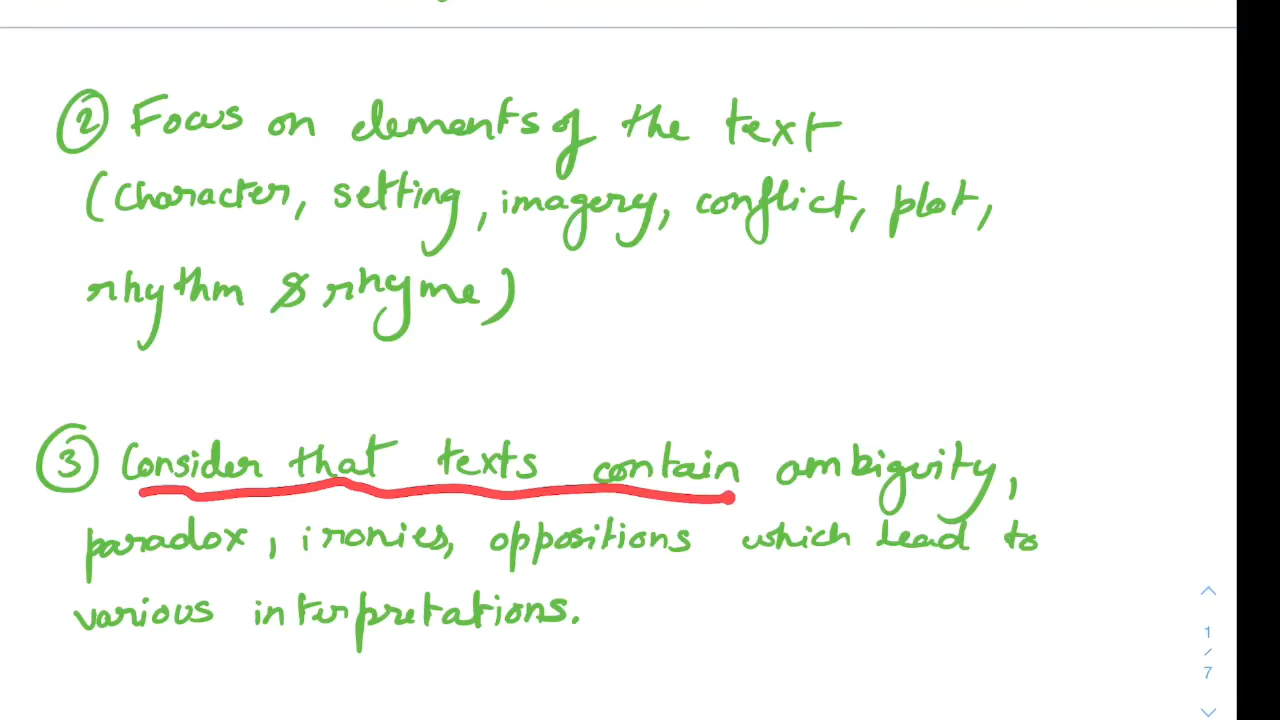 ② Focus on elements of the text
(character, setting, imagery, conflict, plot,
rhythm & rhyme)
③ Consider that texts contain ambiguity,
paradox, ironies, oppositions which lead to
various interpretations.
1
/
7